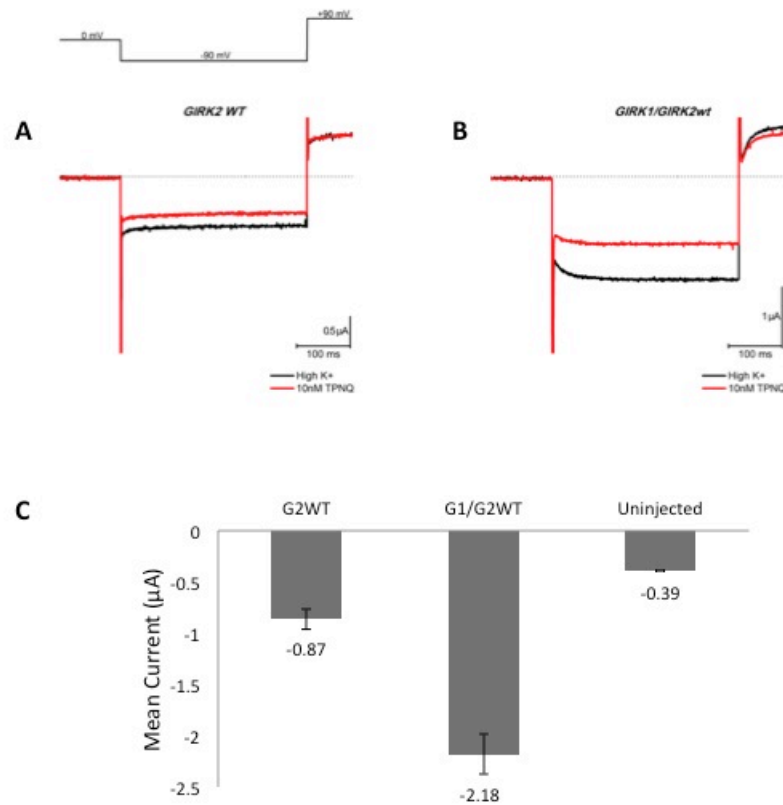 +90 mV
0 mV
-90 mV
A
GIRK2 WT
0.5µA
100 ms
High K+
10nM TPNQ
B
GIRK1/GIRK2wt
1µA
100 ms
High K+
10nM TPNQ
C
G2WT
G1/G2WT
Uninjected
0
-0.5
-1
-1.5
-2
-2.5
Mean Current (µA)
-0.87
-2.18
-0.39